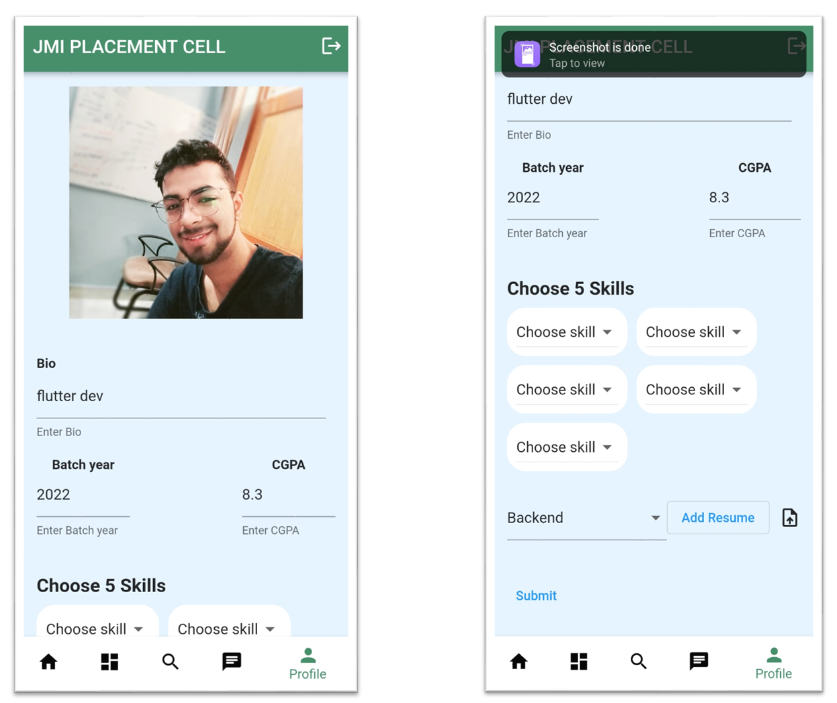 JMI PLACEMENT CELL
Bio
flutter dev
Enter Bio
Batch year CGPA
2022 8.3
Enter Batch year Enter CGPA
Choose 5 Skills
Choose skill Choose skill
Profile
JMI PLACEMENT CELL
Screenshot is done
Tap to view
flutter dev
Enter Bio
Batch year CGPA
2022 8.3
Enter Batch year Enter CGPA
Choose 5 Skills
Choose skill Choose skill
Choose skill Choose skill
Choose skill
Backend Add Resume
Submit
Profile